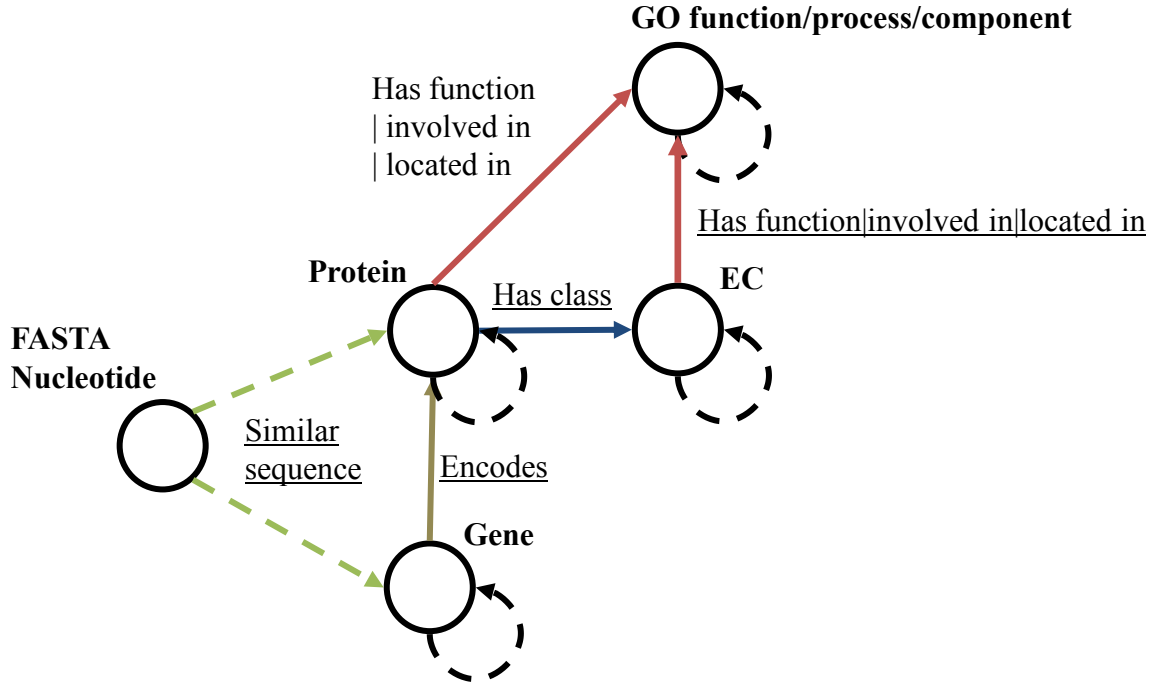 GO function/process/component
Has function
| involved in
| located in
Has function|involved in|located in
Protein
EC
Has class
FASTA
Nucleotide
Similar
sequence
Encodes
Gene